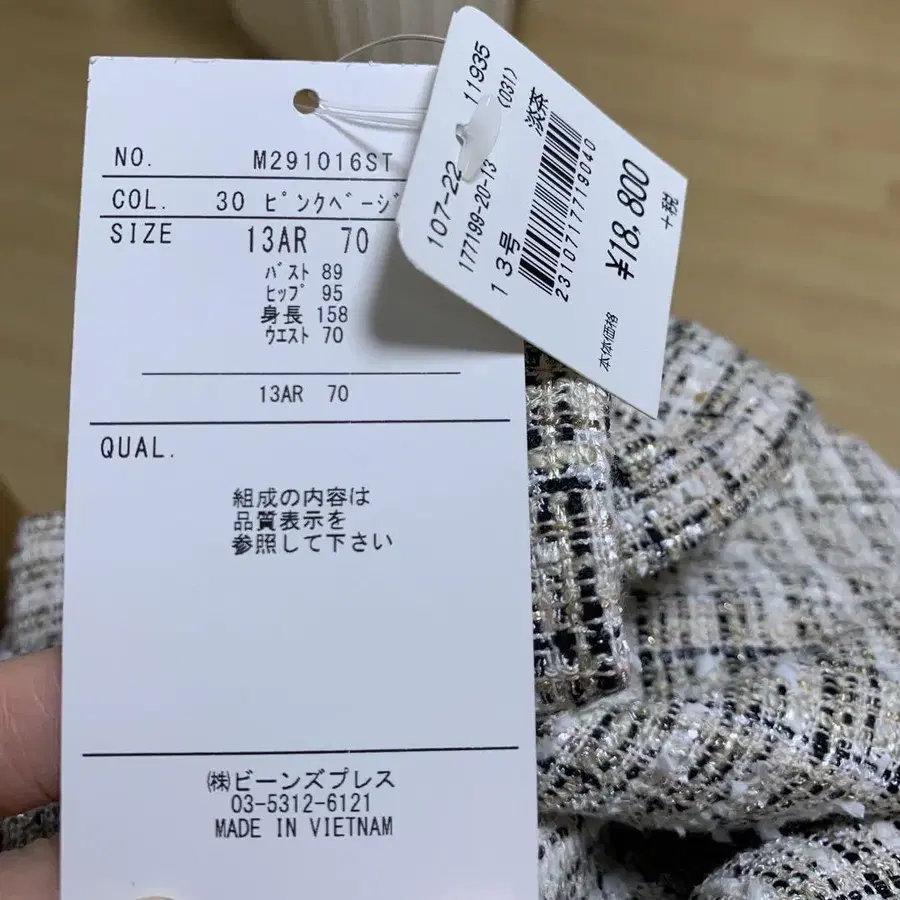 NO. M291016ST
COL. 30 ピンクベージ
SIZE 13AR 70
バスト 89
ヒップ 95
身長 158
ウエスト 70
13AR 70
QUAL.
組成の内容は
品質表示を
参照して下さい
㈱ビーンズプレス
03-5312-6121
MADE IN VIETNAM
107-22 11935
177199-20-13 (031)
13号 淡茶
2310717719040
本体価格 ¥18,800 +税